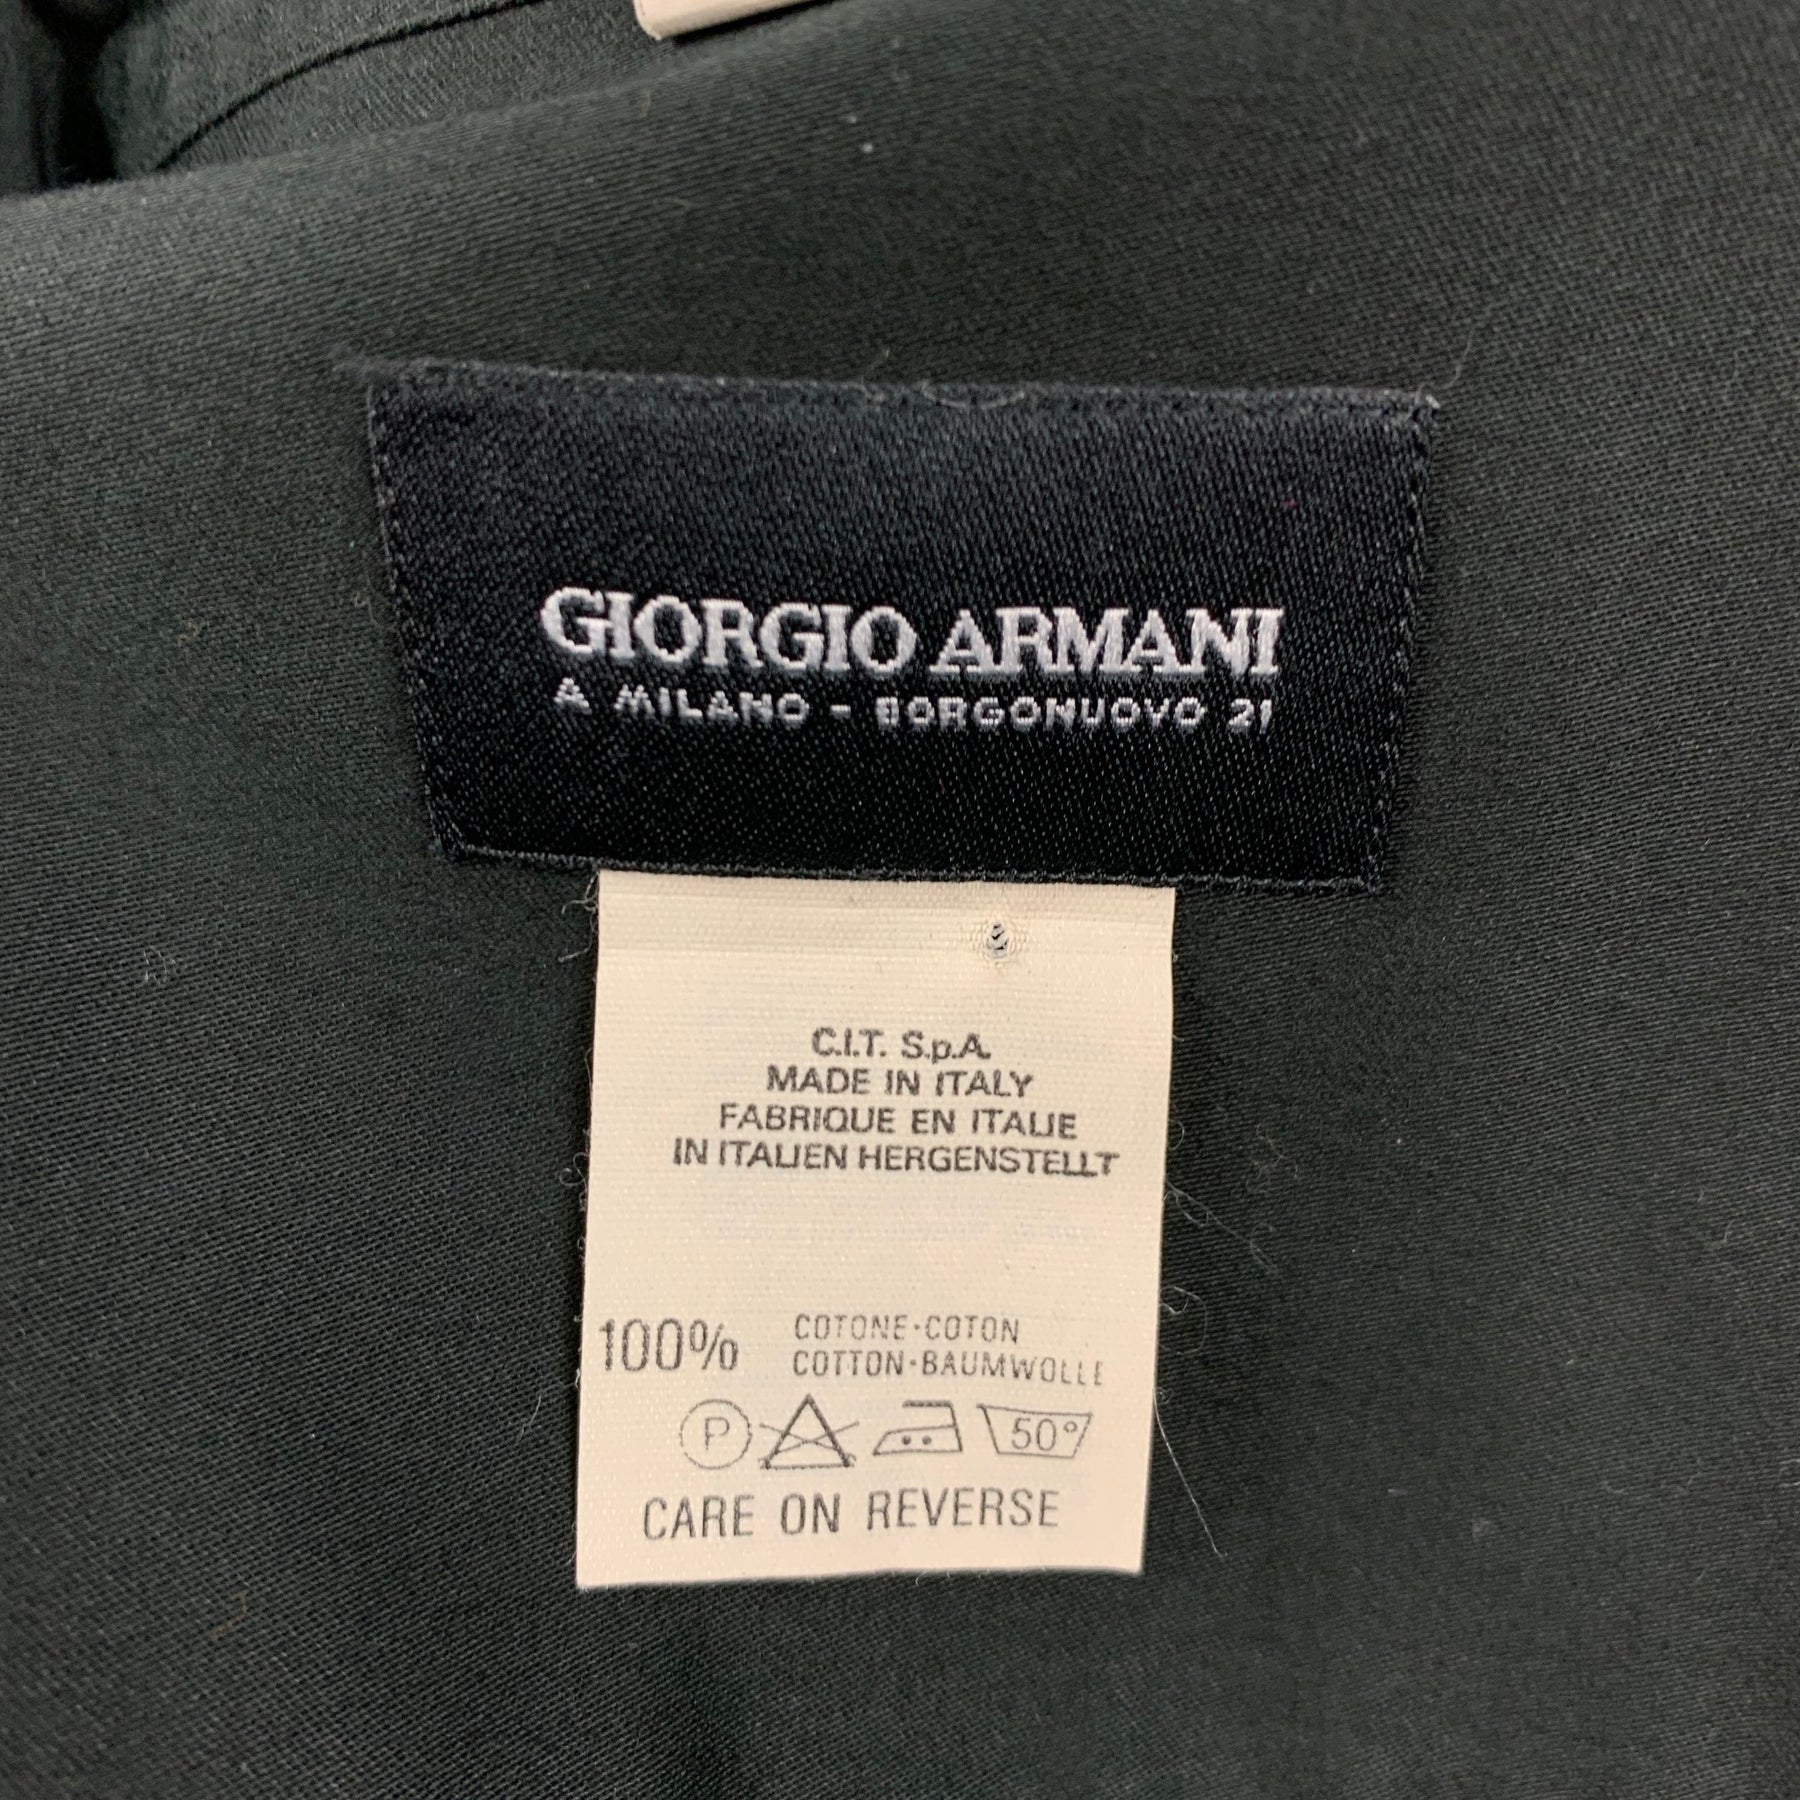 GIORGIO ARMANI
A MILANO - BORGONUOVO 21
C.I.T. S.p.A.
MADE IN ITALY
FABRIQUE EN ITALIE
IN ITALIEN HERGENSTELLT
100% COTONE·COTON
COTTON·BAUMWOLLE
P 50°
CARE ON REVERSE